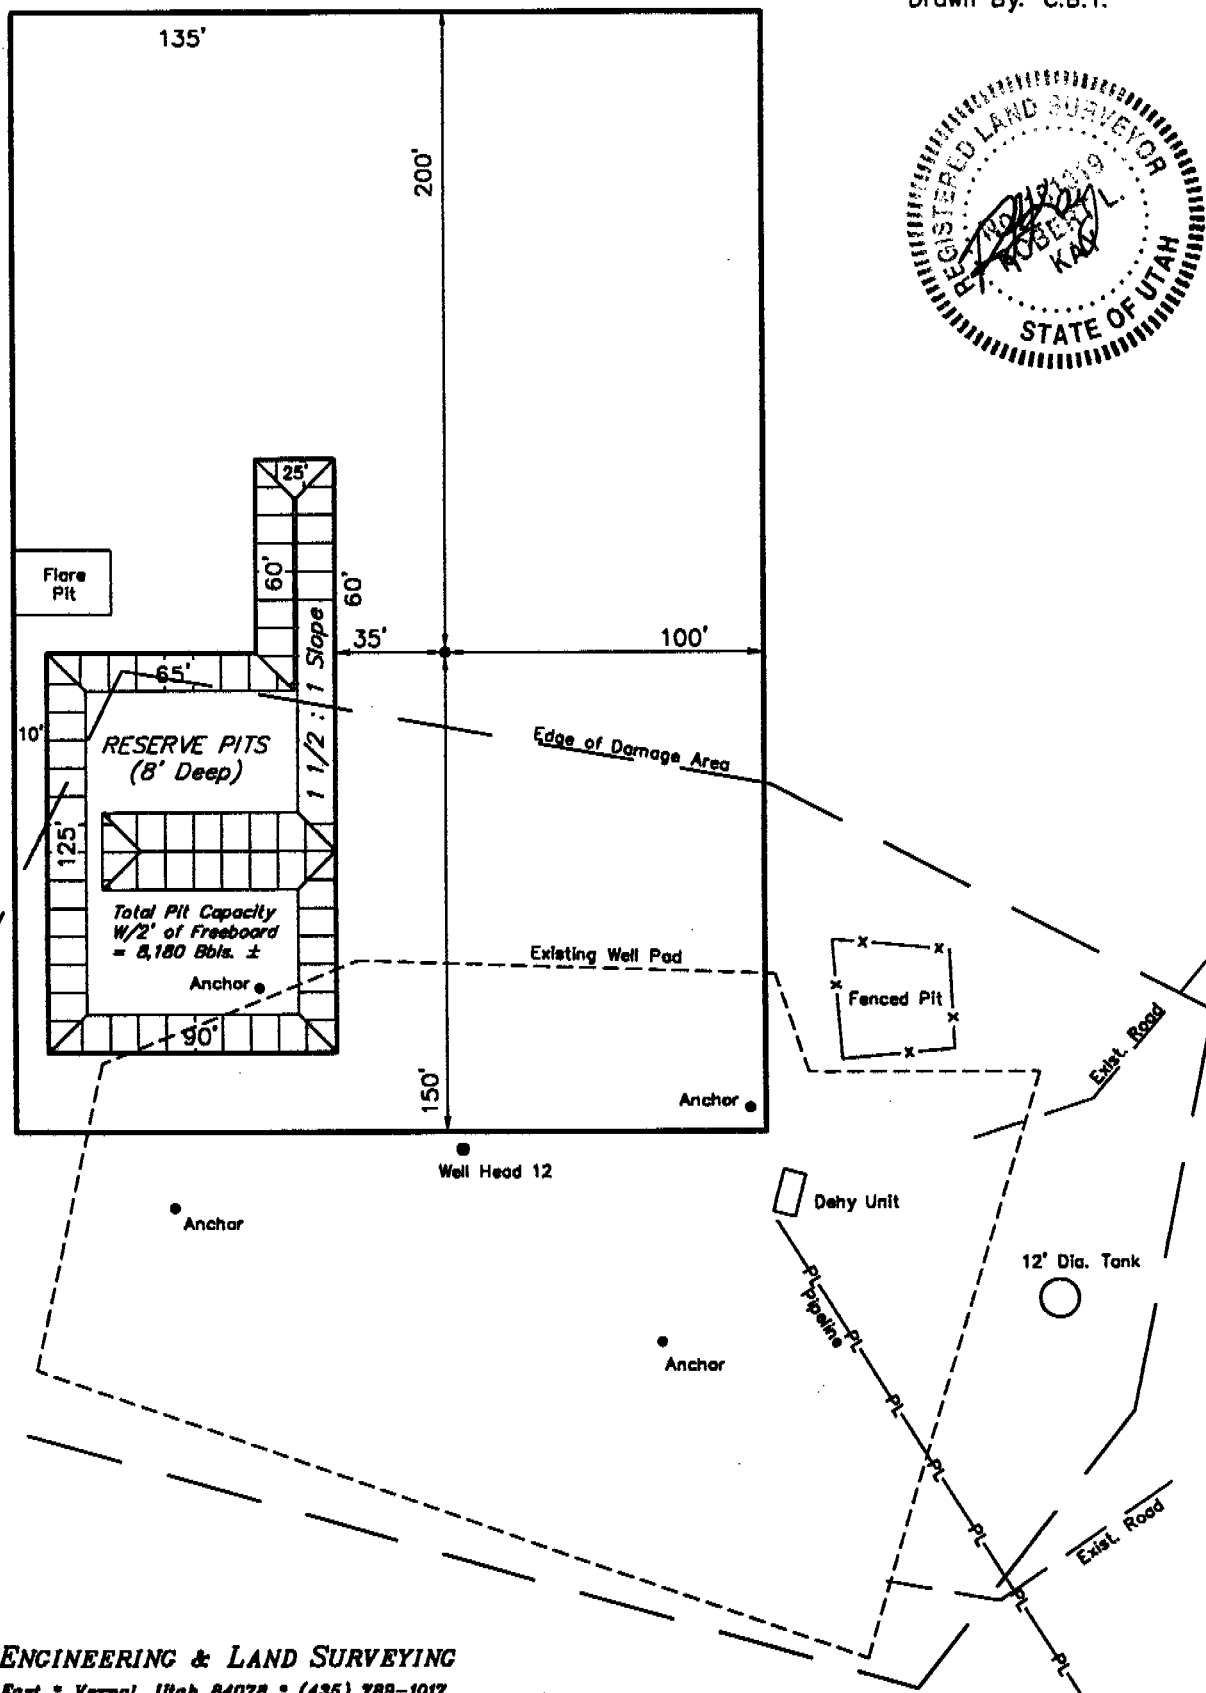 Drawn By: C.B.T.
135'
200'
REGISTERED LAND SURVEYOR
ROBERT L.
KAY
STATE OF UTAH
25'
60'
60'
Flare
Pit
35'
100'
65'
1 1/2 : 1 Slope
10'
RESERVE PITS
(8' Deep)
Edge of Damage Area
125'
Total Pit Capacity
W/2' of Freeboard
= 8,180 Bbls. ±
Existing Well Pad
Anchor
Fenced Pit
90'
150'
Exist. Road
Anchor
Well Head 12
Dehy Unit
Anchor
12' Dia. Tank
PL
Pipeline
PL
Anchor
PL
PL
PL
Exist. Road
PL
PL
ENGINEERING & LAND SURVEYING
East * Vernal, Utah 84078 * (435) 789-1017